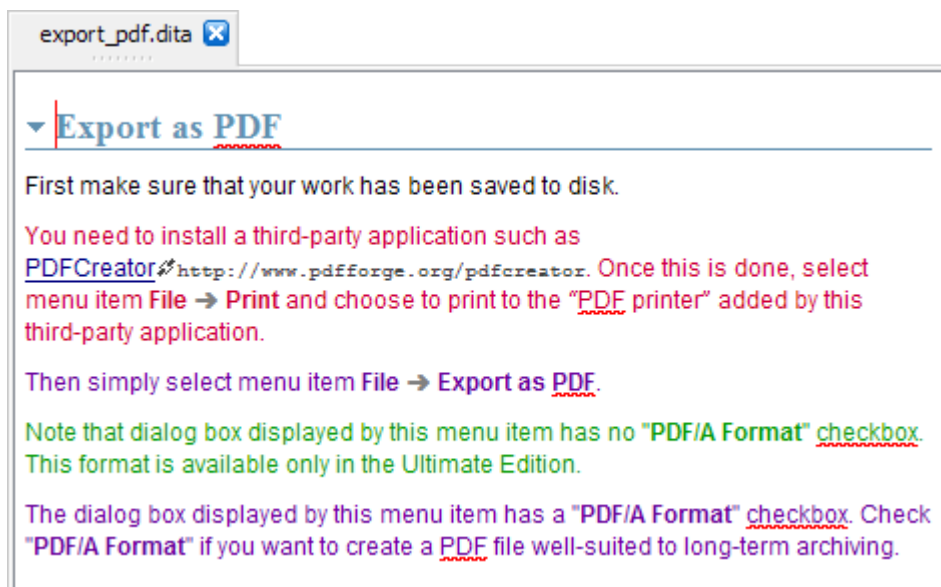 export_pdf.dita
Export as PDF
First make sure that your work has been saved to disk.
You need to install a third-party application such as
PDFCreator http://www.pdfforge.org/pdfcreator. Once this is done, select
menu item File ➔ Print and choose to print to the “PDF printer” added by this
third-party application.
Then simply select menu item File ➔ Export as PDF.
Note that dialog box displayed by this menu item has no "PDF/A Format" checkbox.
This format is available only in the Ultimate Edition.
The dialog box displayed by this menu item has a "PDF/A Format" checkbox. Check
"PDF/A Format" if you want to create a PDF file well-suited to long-term archiving.